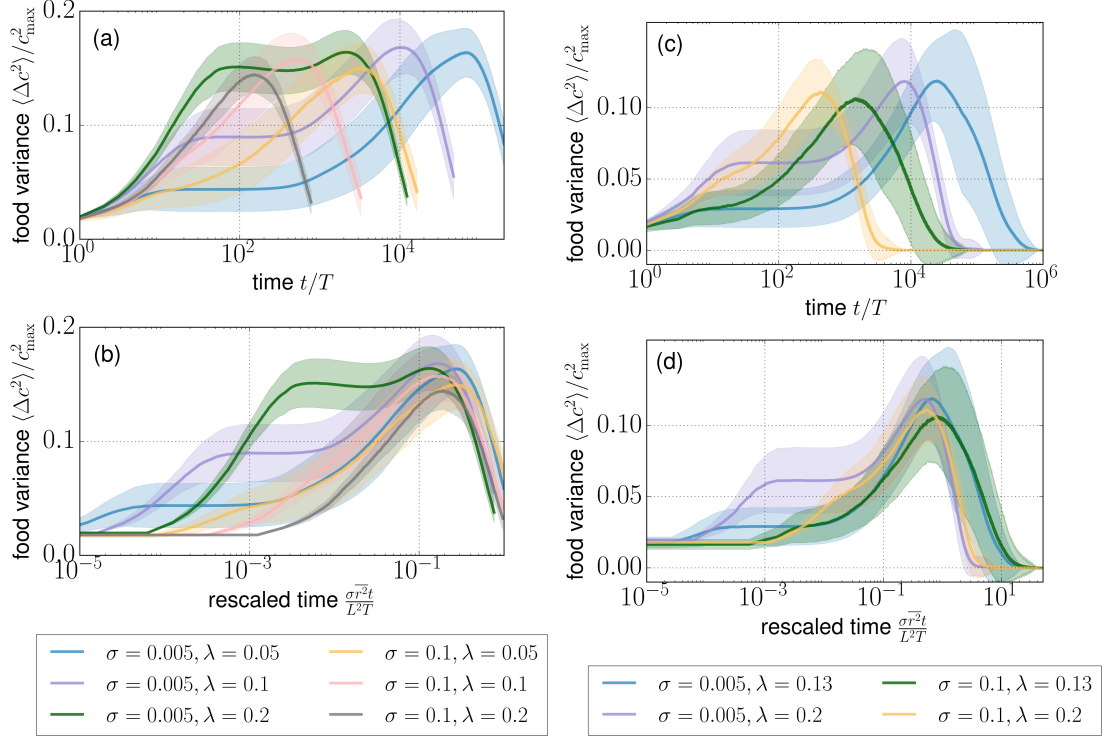 (a)
food variance ⟨Δc²⟩/c²max
0.2
0.1
0.0
10⁰
10²
10⁴
time t/T
(c)
food variance ⟨Δc²⟩/c²max
0.10
0.05
0.00
10⁰
10²
10⁴
10⁶
time t/T
(b)
food variance ⟨Δc²⟩/c²max
0.2
0.1
0.0
10⁻⁵
10⁻³
10⁻¹
rescaled time σr̅²t/L²T
(d)
food variance ⟨Δc²⟩/c²max
0.10
0.05
0.00
10⁻⁵
10⁻³
10⁻¹
10¹
rescaled time σr̅²t/L²T
σ = 0.005, λ = 0.05
σ = 0.005, λ = 0.1
σ = 0.005, λ = 0.2
σ = 0.1, λ = 0.05
σ = 0.1, λ = 0.1
σ = 0.1, λ = 0.2
σ = 0.005, λ = 0.13
σ = 0.005, λ = 0.2
σ = 0.1, λ = 0.13
σ = 0.1, λ = 0.2